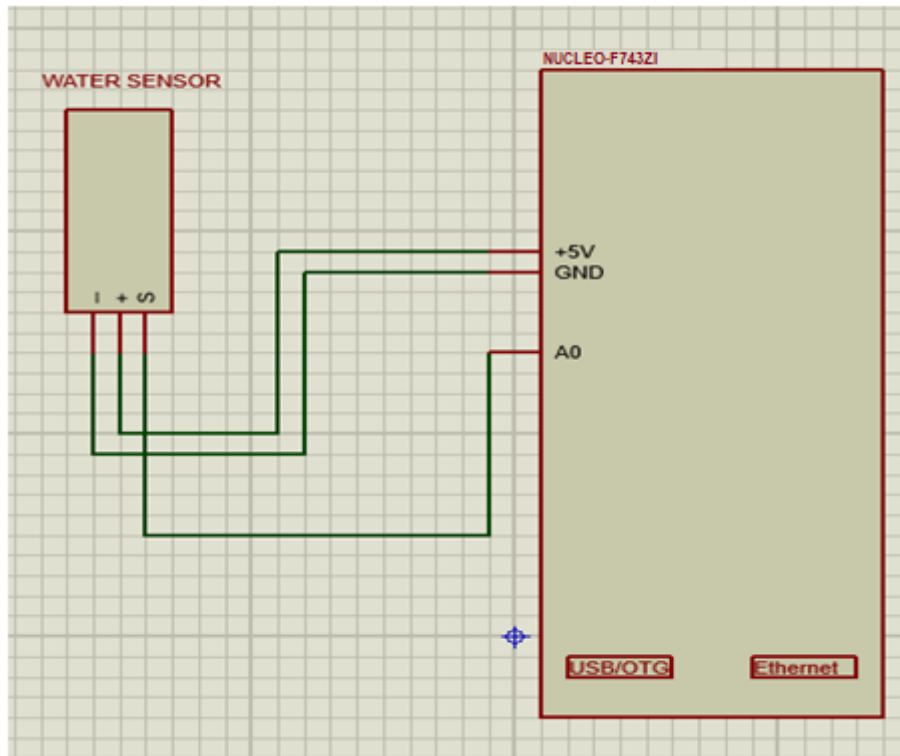 NUCLEO-F743ZI
WATER SENSOR
– + S
+5V
GND
A0
USB/OTG
Ethernet